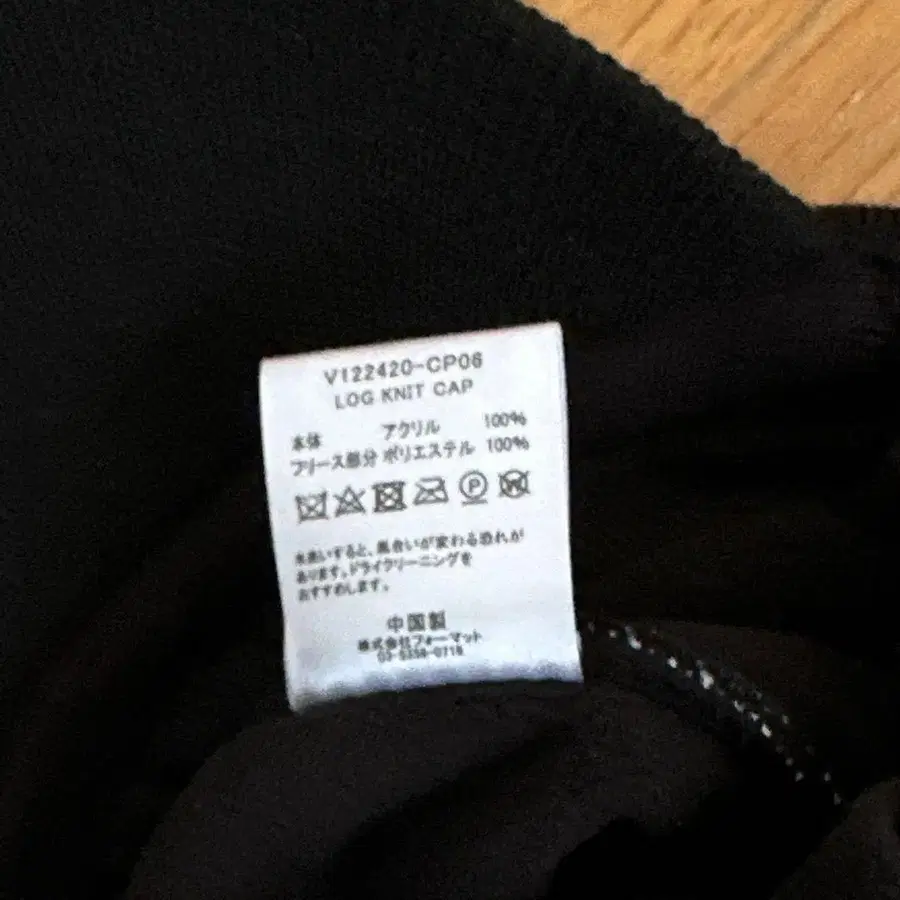 V122420-CP06
LOG KNIT CAP
本体 アクリル 100%
フリース部分 ポリエステル 100%
P W
水洗いすると、風合いが変わる恐れが
あります。ドライクリーニングを
おすすめします。
中国製
株式会社フォーマット